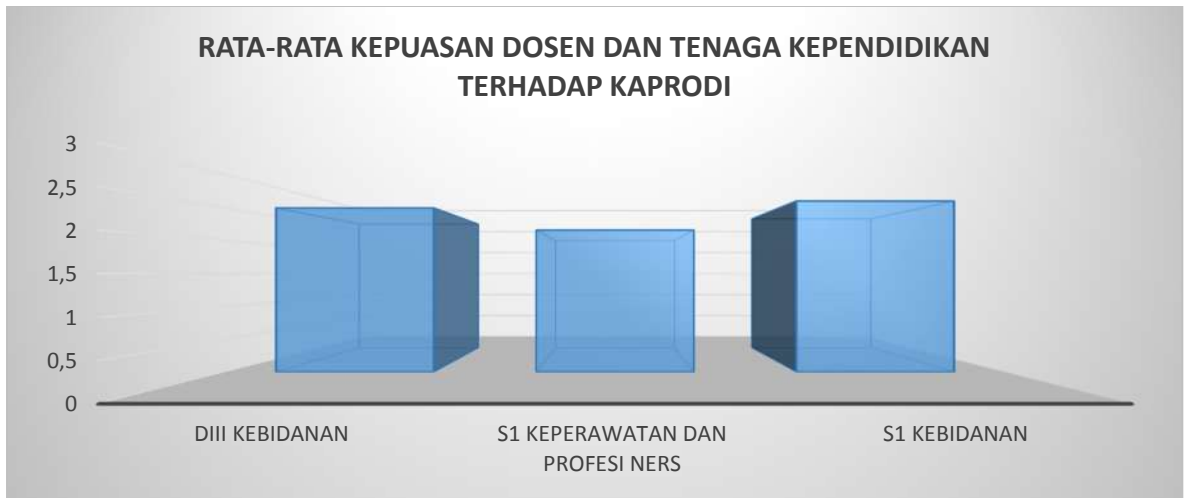 RATA-RATA KEPUASAN DOSEN DAN TENAGA KEPENDIDIKAN
TERHADAP KAPRODI
3
2,5
2
1,5
1
0,5
0
DIII KEBIDANAN
S1 KEPERAWATAN DAN
PROFESI NERS
S1 KEBIDANAN